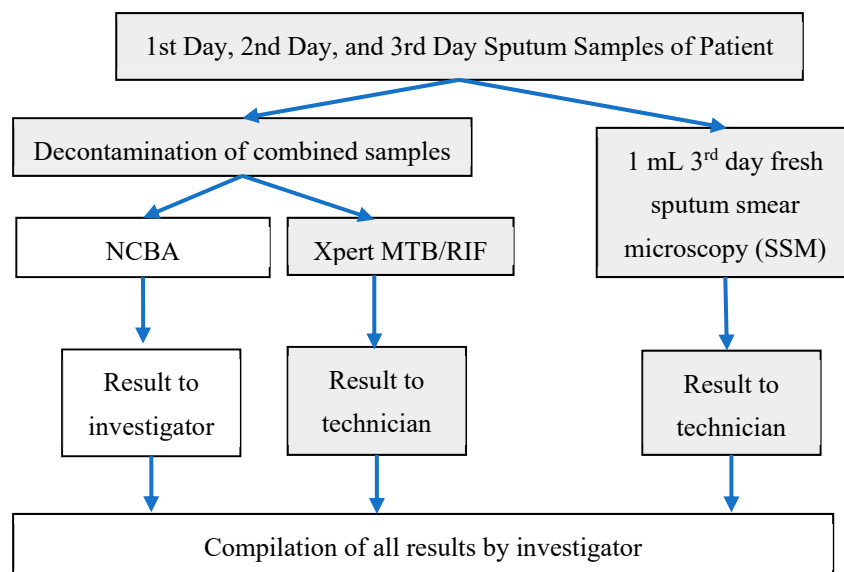 1st Day, 2nd Day, and 3rd Day Sputum Samples of Patient
Decontamination of combined samples
1 mL 3rd day fresh
sputum smear
microscopy (SSM)
NCBA
Xpert MTB/RIF
Result to
investigator
Result to
technician
Result to
technician
Compilation of all results by investigator